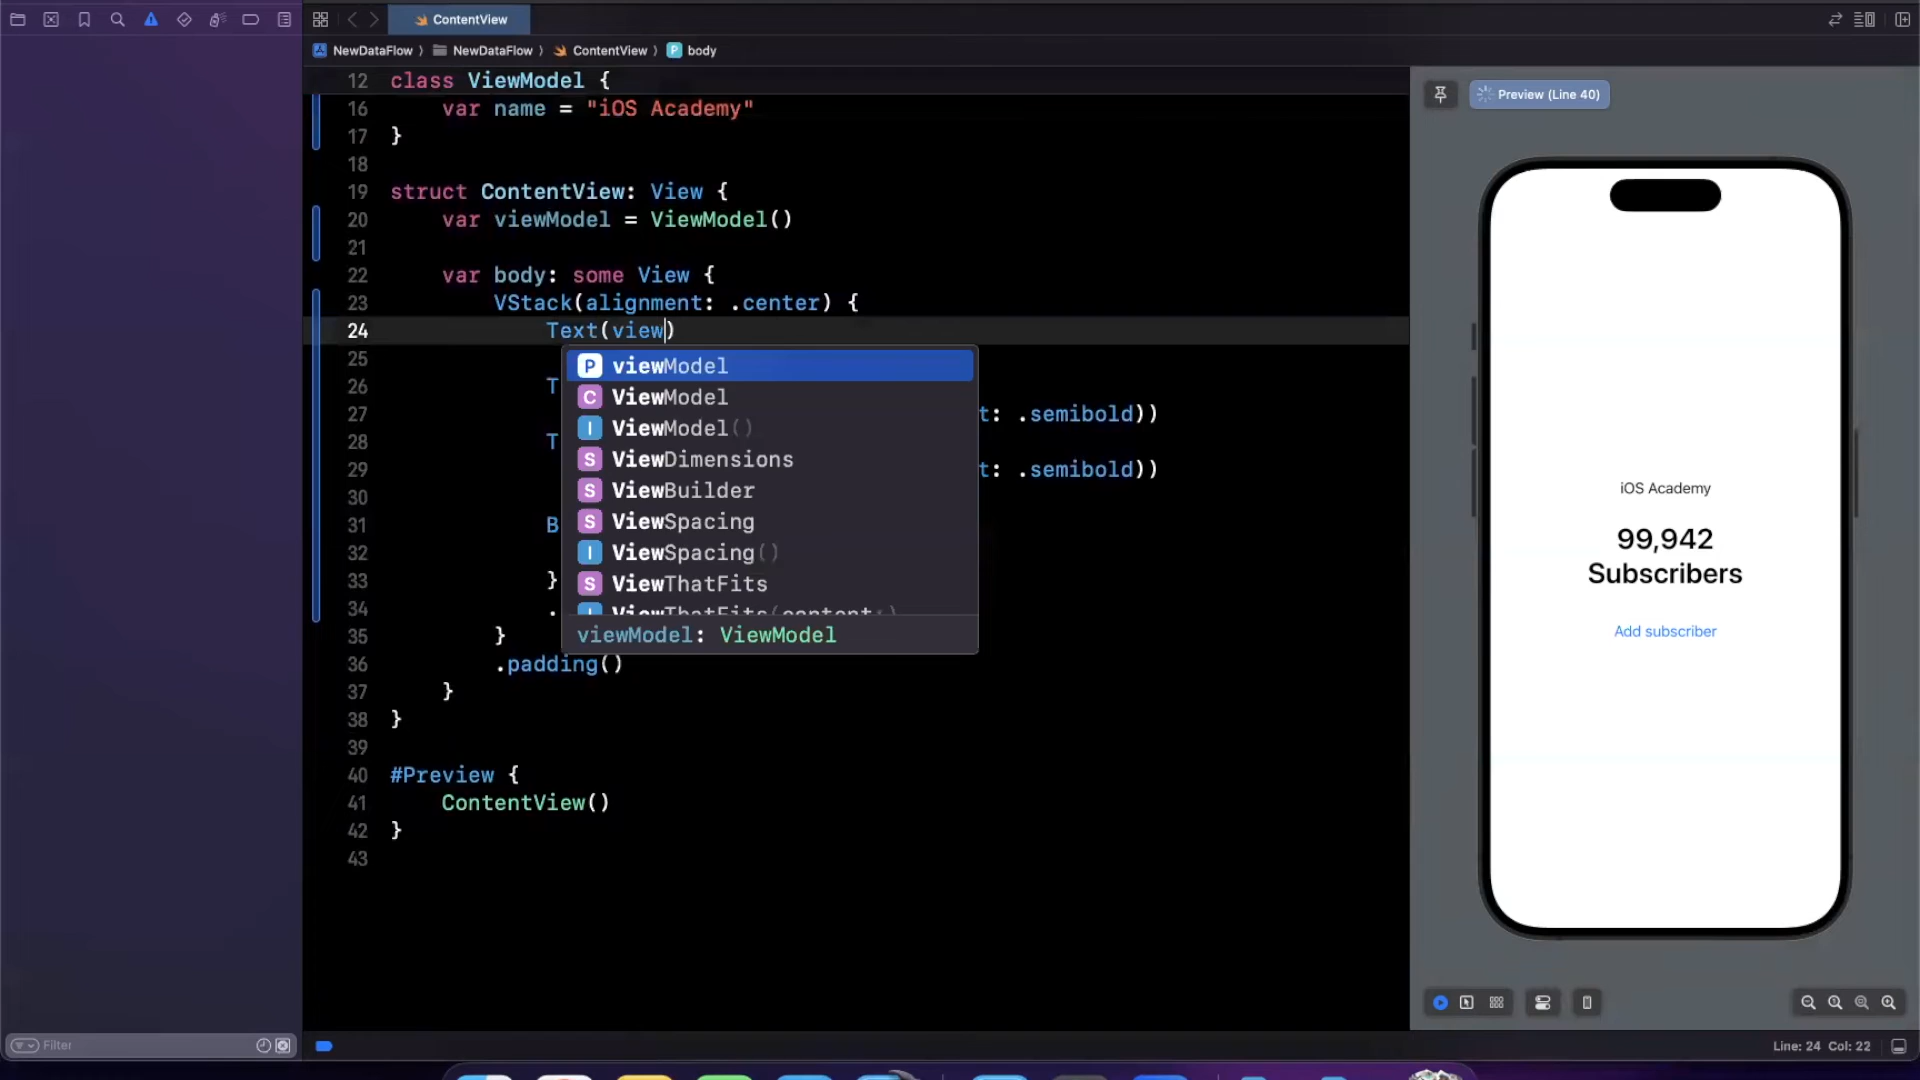 ContentView
NewDataFlow 〉 NewDataFlow 〉 ContentView 〉 P body
12 class ViewModel {
16 var name = "iOS Academy"
17 }
18
19 struct ContentView: View {
20 var viewModel = ViewModel()
21
22 var body: some View {
23 VStack(alignment: .center) {
24 Text(view)
25
26 T
27 t: .semibold))
28 T
29 t: .semibold))
30
31 B
32
33 }
34 .
35 }
36 .padding()
37 }
38 }
39
40 #Preview {
41 ContentView()
42 }
43
P viewModel
C ViewModel
I ViewModel()
S ViewDimensions
S ViewBuilder
S ViewSpacing
I ViewSpacing()
S ViewThatFits
I ViewThatFits(content:)
viewModel: ViewModel
Preview (Line 40)
iOS Academy
99,942
Subscribers
Add subscriber
Filter
Line: 24 Col: 22